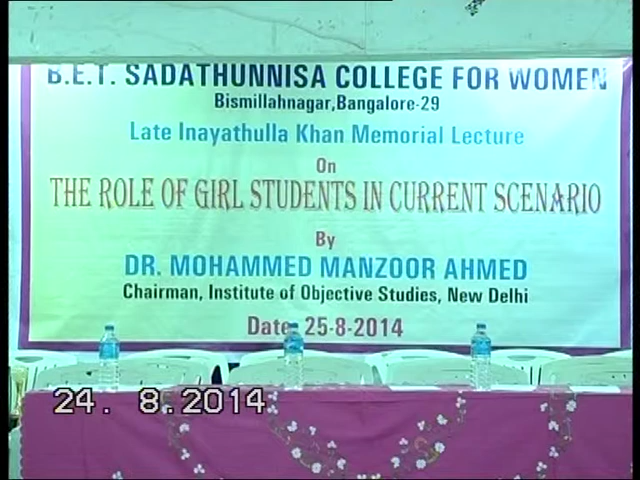 B.E.T. SADATHUNNISA COLLEGE FOR WOMEN
Bismillahnagar,Bangalore-29
Late Inayathulla Khan Memorial Lecture
On
THE ROLE OF GIRL STUDENTS IN CURRENT SCENARIO
By
DR. MOHAMMED MANZOOR AHMED
Chairman, Institute of Objective Studies, New Delhi
Date: 25-8-2014
24. 8.2014